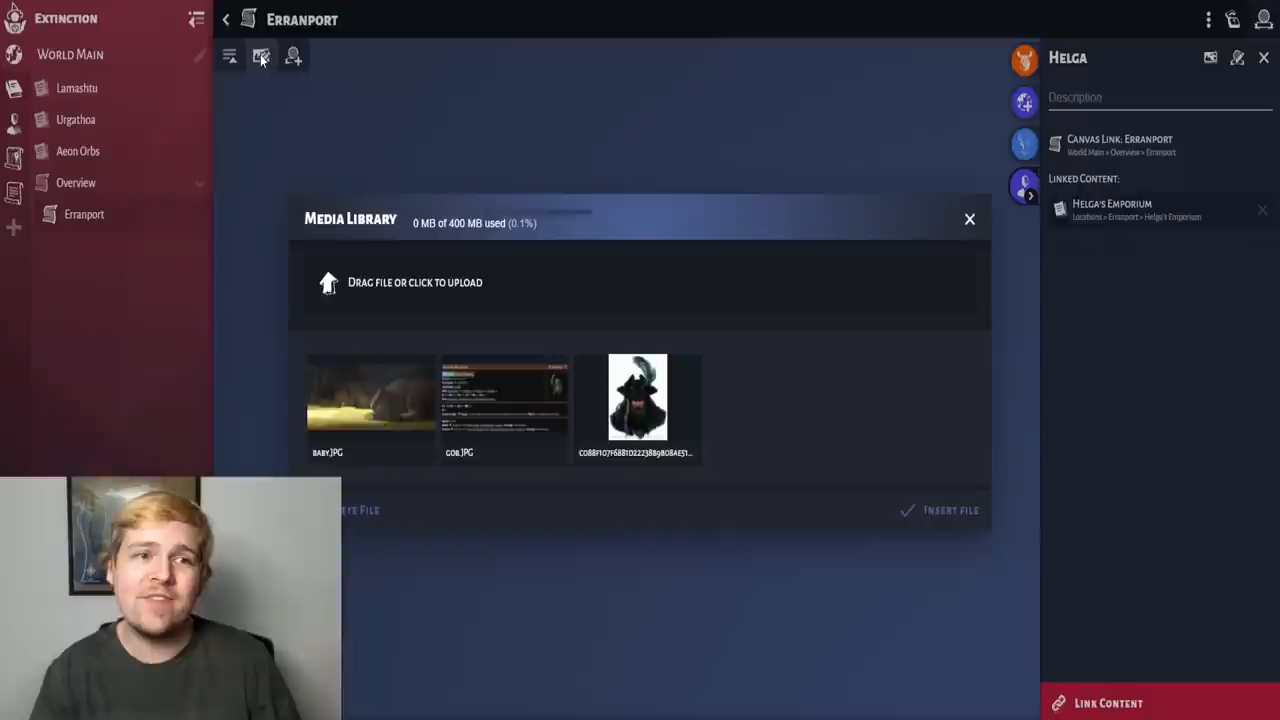 EXTINCTION
WORLD MAIN
Lamashtu
Urgathoa
Aeon Orbs
Overview
Erranport
ERRANPORT
MEDIA LIBRARY
0 MB of 400 MB used (0.1%)
DRAG FILE OR CLICK TO UPLOAD
BABY.JPG
GOB.JPG
FILE
INSERT FILE
HELGA
Description
CANVAS LINK: ERRANPORT
World Main > Overview > Erranport
LINKED CONTENT:
HELGA'S EMPORIUM
Locations > Erranport > Helga's Emporium
LINK CONTENT